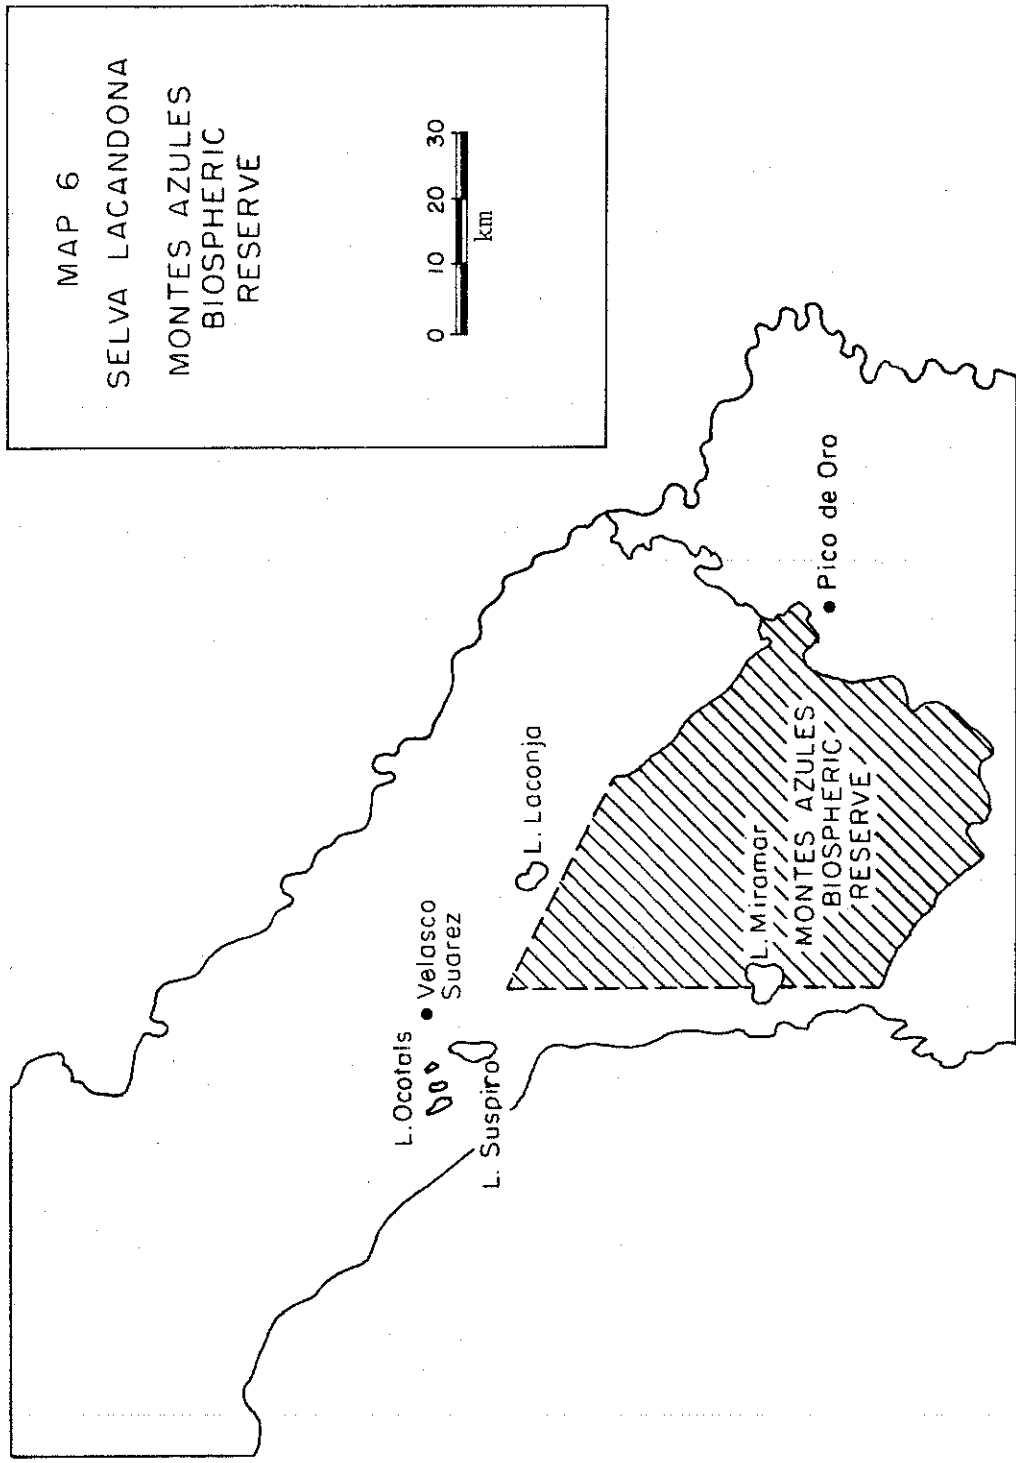 MAP 6
SELVA LACANDONA
MONTES AZULES
BIOSPHERIC
RESERVE
0 10 20 30
km
L. Ocotals
Velasco
Suarez
L. Suspiro
L. Laconja
L. Miramar
MONTES AZULES
BIOSPHERIC
RESERVE
Pico de Oro